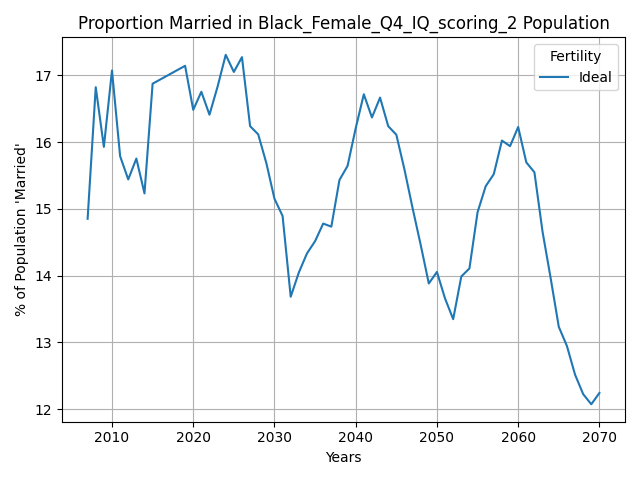 Proportion Married in Black_Female_Q4_IQ_scoring_2 Population
Fertility
Ideal
% of Population 'Married'
17
16
15
14
13
12
2010 2020 2030 2040 2050 2060 2070
Years